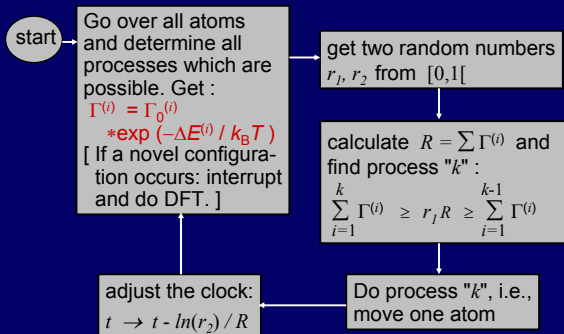 start
Go over all atoms
and determine all
processes which are
possible. Get :
Γ⁽ⁱ⁾ = Γ₀⁽ⁱ⁾
*exp (−ΔE⁽ⁱ⁾ / k_B T )
[ If a novel configura-
tion occurs: interrupt
and do DFT. ]
get two random numbers
r₁, r₂ from [0,1[
calculate R = ∑ Γ⁽ⁱ⁾ and
find process "k" :
k k-1
∑ Γ⁽ⁱ⁾ ≥ r₁ R ≥ ∑ Γ⁽ⁱ⁾
i=1 i=1
Do process "k", i.e.,
move one atom
adjust the clock:
t → t - ln(r₂) / R